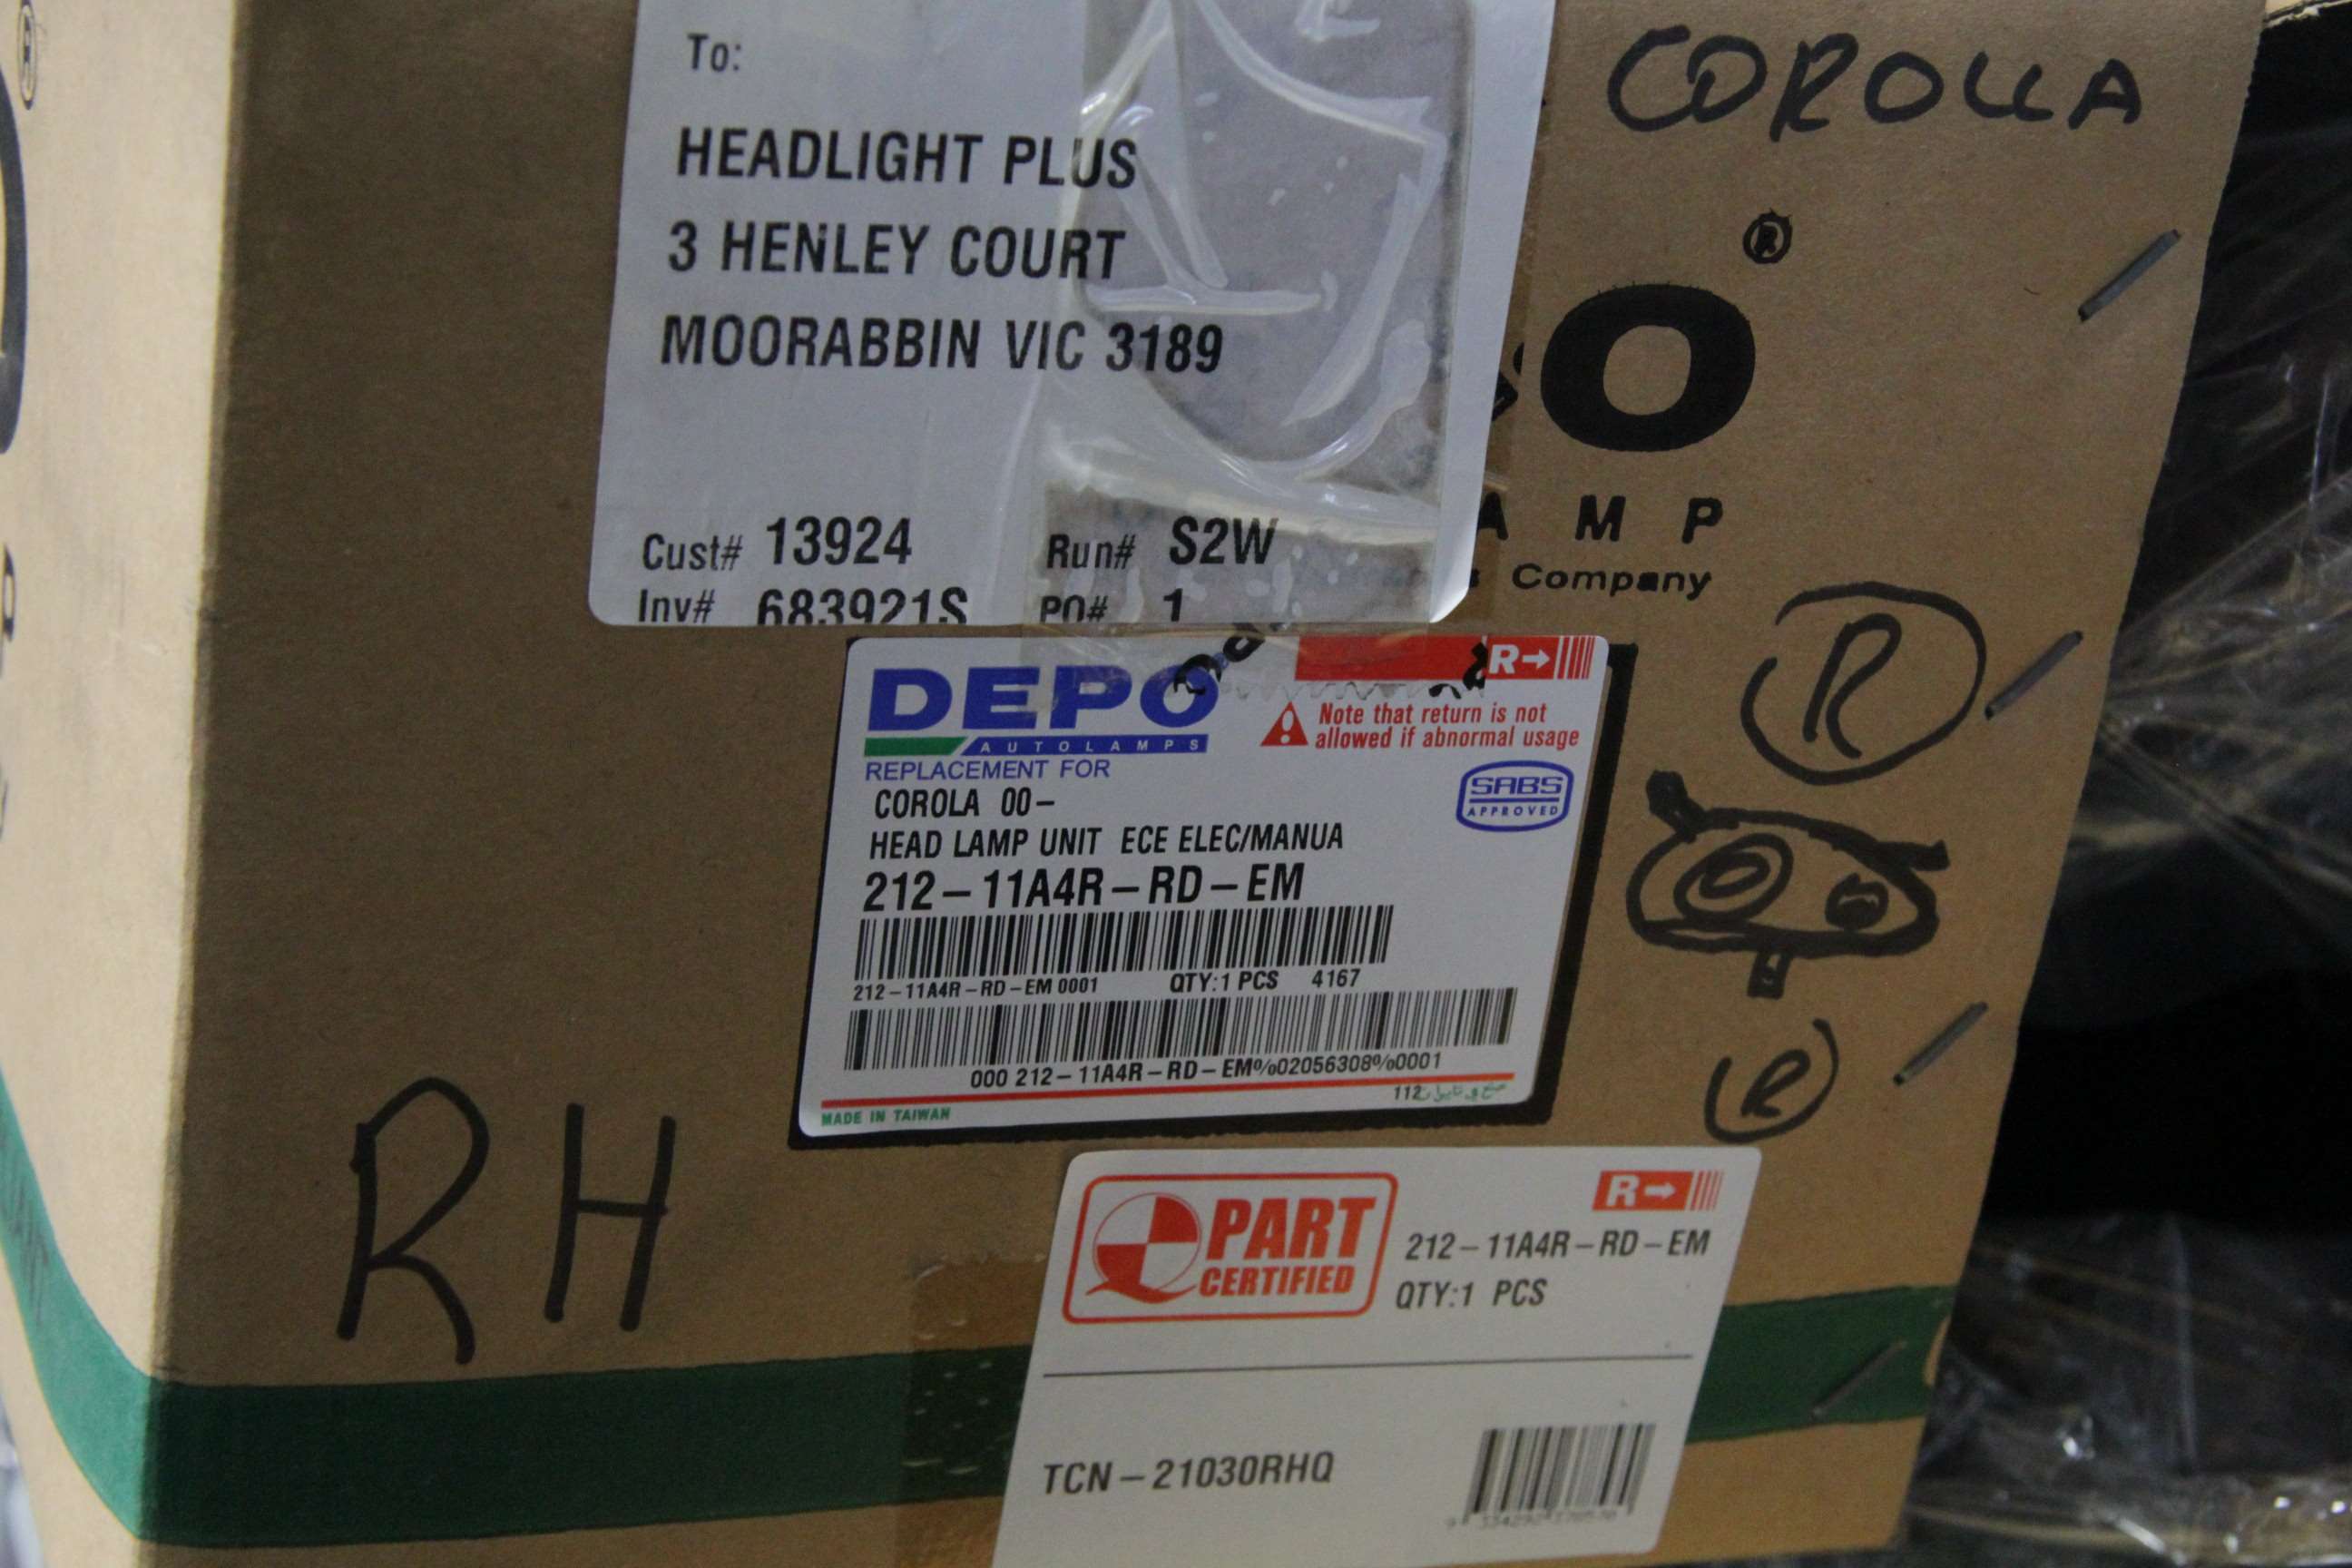 COROLLA
To:
HEADLIGHT PLUS
3 HENLEY COURT
MOORABBIN VIC 3189
Cust# 13924 Run# S2W
Inv# 683921S PO# 1
®
O
A M P
Company
R
DEPO
AUTOLAMPS
R→
Note that return is not
allowed if abnormal usage
REPLACEMENT FOR
COROLA 00-
SABS
APPROVED
HEAD LAMP UNIT ECE ELEC/MANUA
212-11A4R-RD-EM
212-11A4R-RD-EM 0001 QTY:1 PCS 4167
000 212-11A4R-RD-EM%02056308%0001
112
MADE IN TAIWAN
R
RH
PART
CERTIFIED
R→
212-11A4R-RD-EM
QTY:1 PCS
TCN-21030RHQ